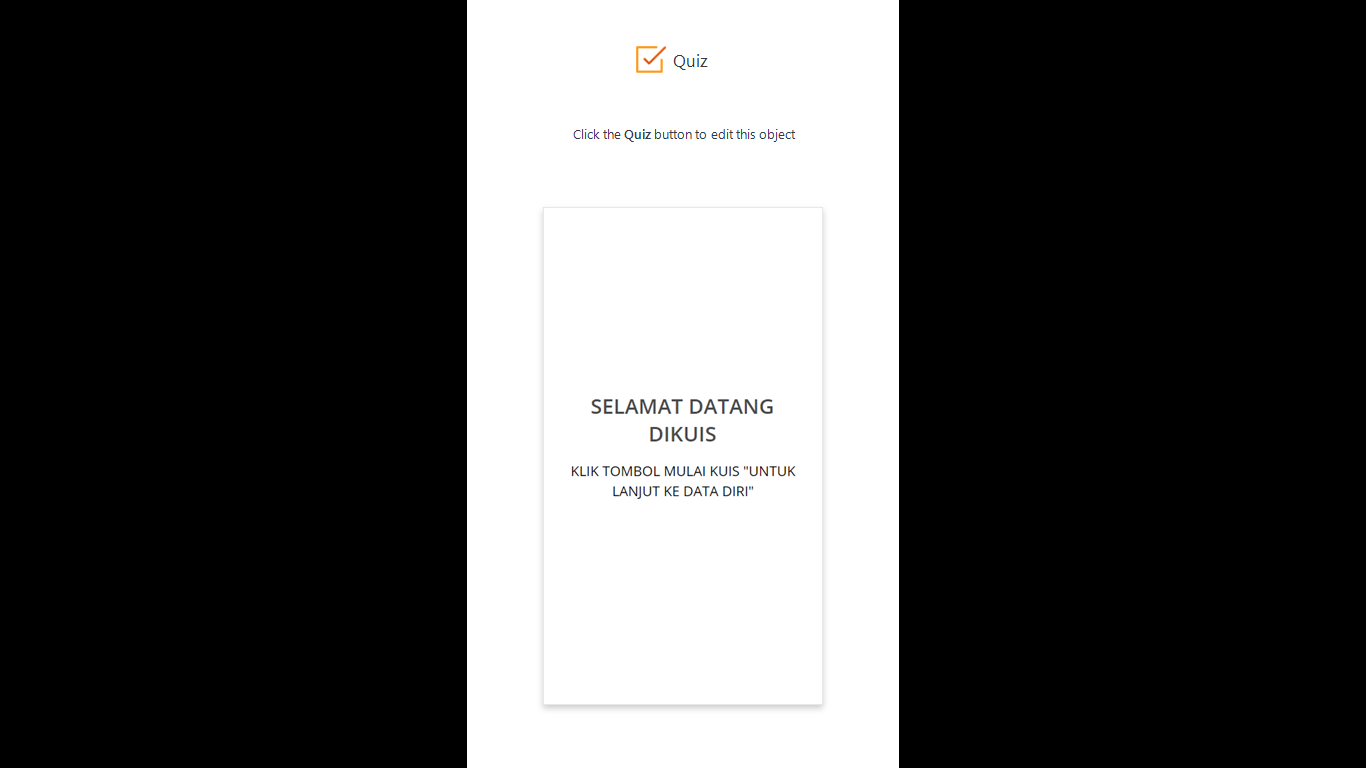 Quiz
Click the Quiz button to edit this object
SELAMAT DATANG
DIKUIS
KLIK TOMBOL MULAI KUIS "UNTUK
LANJUT KE DATA DIRI"